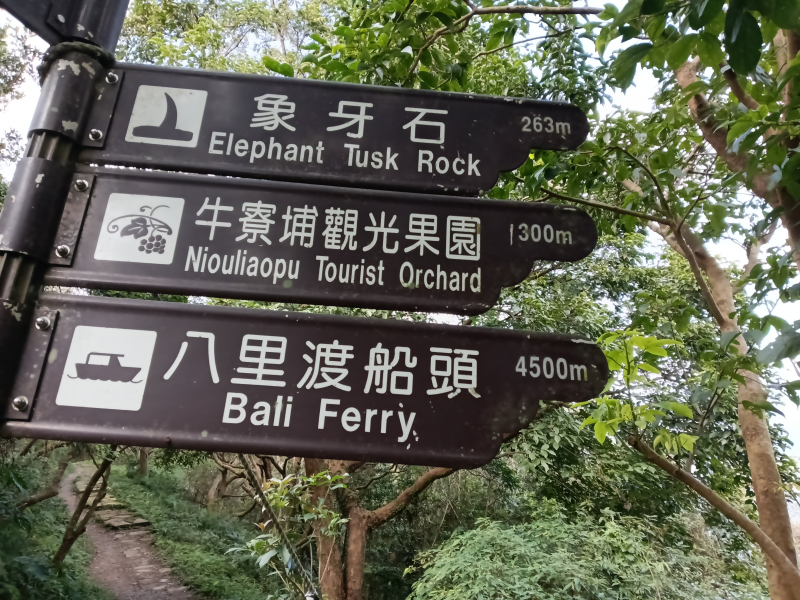 象牙石 263m
Elephant Tusk Rock
牛寮埔觀光果園 1300m
Niouliaopu Tourist Orchard
八里渡船頭 4500m
Bali Ferry